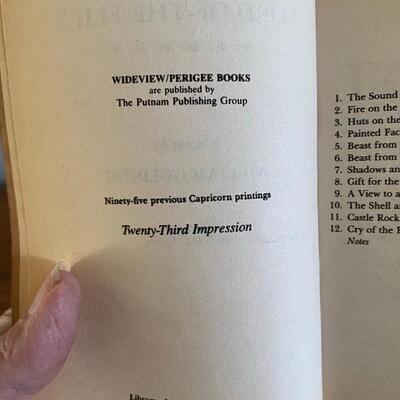 WIDEVIEW/PERIGEE BOOKS
are published by
The Putnam Publishing Group
Ninety-five previous Capricorn printings
Twenty-Third Impression
1. The Sound
2. Fire on the
3. Huts on the
4. Painted Fac
5. Beast from
6. Beast from
7. Shadows an
8. Gift for the
9. A View to a
10. The Shell a
11. Castle Rock
12. Cry of the
Notes